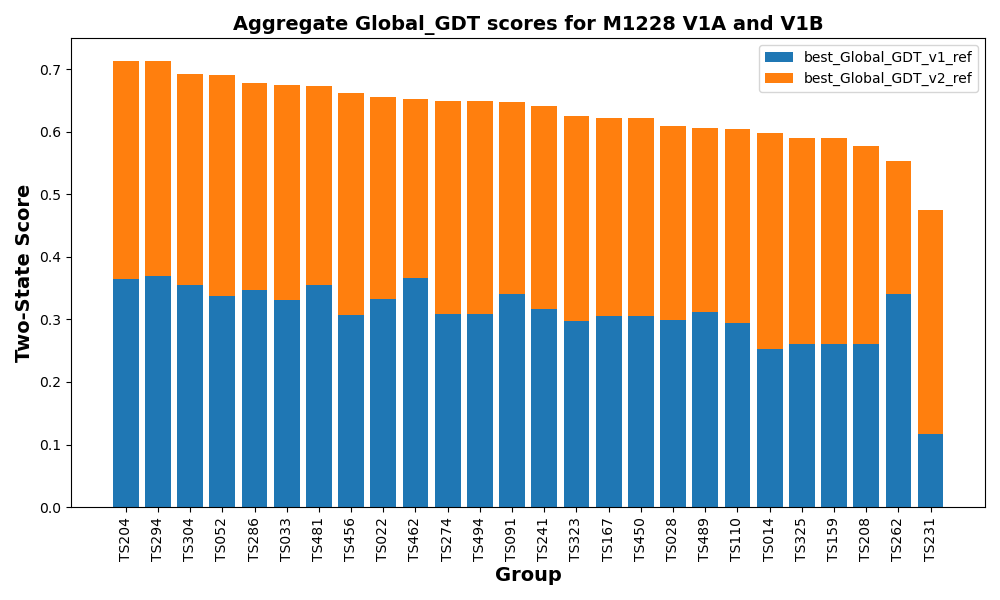 Aggregate Global_GDT scores for M1228 V1A and V1B
best_Global_GDT_v1_ref
best_Global_GDT_v2_ref
Two-State Score
0.7
0.6
0.5
0.4
0.3
0.2
0.1
0.0
TS204
TS294
TS304
TS052
TS286
TS033
TS481
TS456
TS022
TS462
TS274
TS494
TS091
TS241
TS323
TS167
TS450
TS028
TS489
TS110
TS014
TS325
TS159
TS208
TS262
TS231
Group